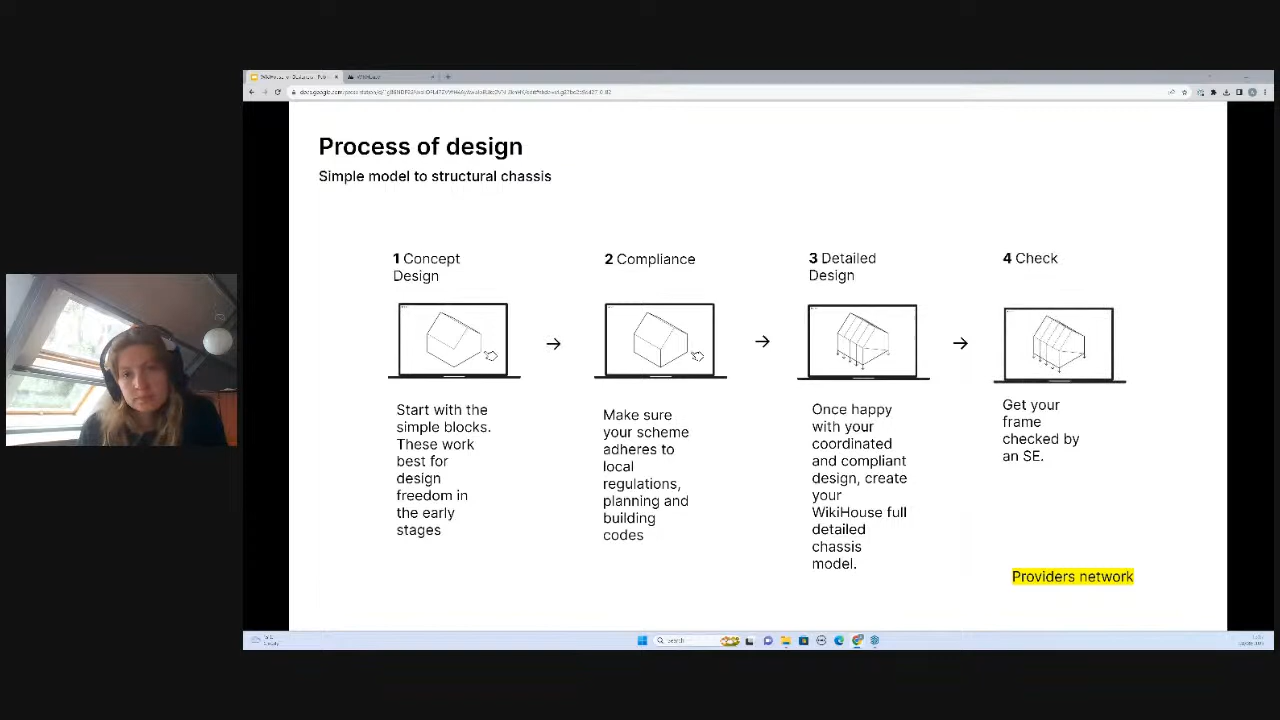 Process of design
Simple model to structural chassis
1 Concept
Design
2 Compliance
3 Detailed
Design
4 Check
Start with the
simple blocks.
These work
best for
design
freedom in
the early
stages
Make sure
your scheme
adheres to
local
regulations,
planning and
building
codes
Once happy
with your
coordinated
and compliant
design, create
your
WikiHouse full
detailed
chassis
model.
Get your
frame
checked by
an SE.
Providers network
Search